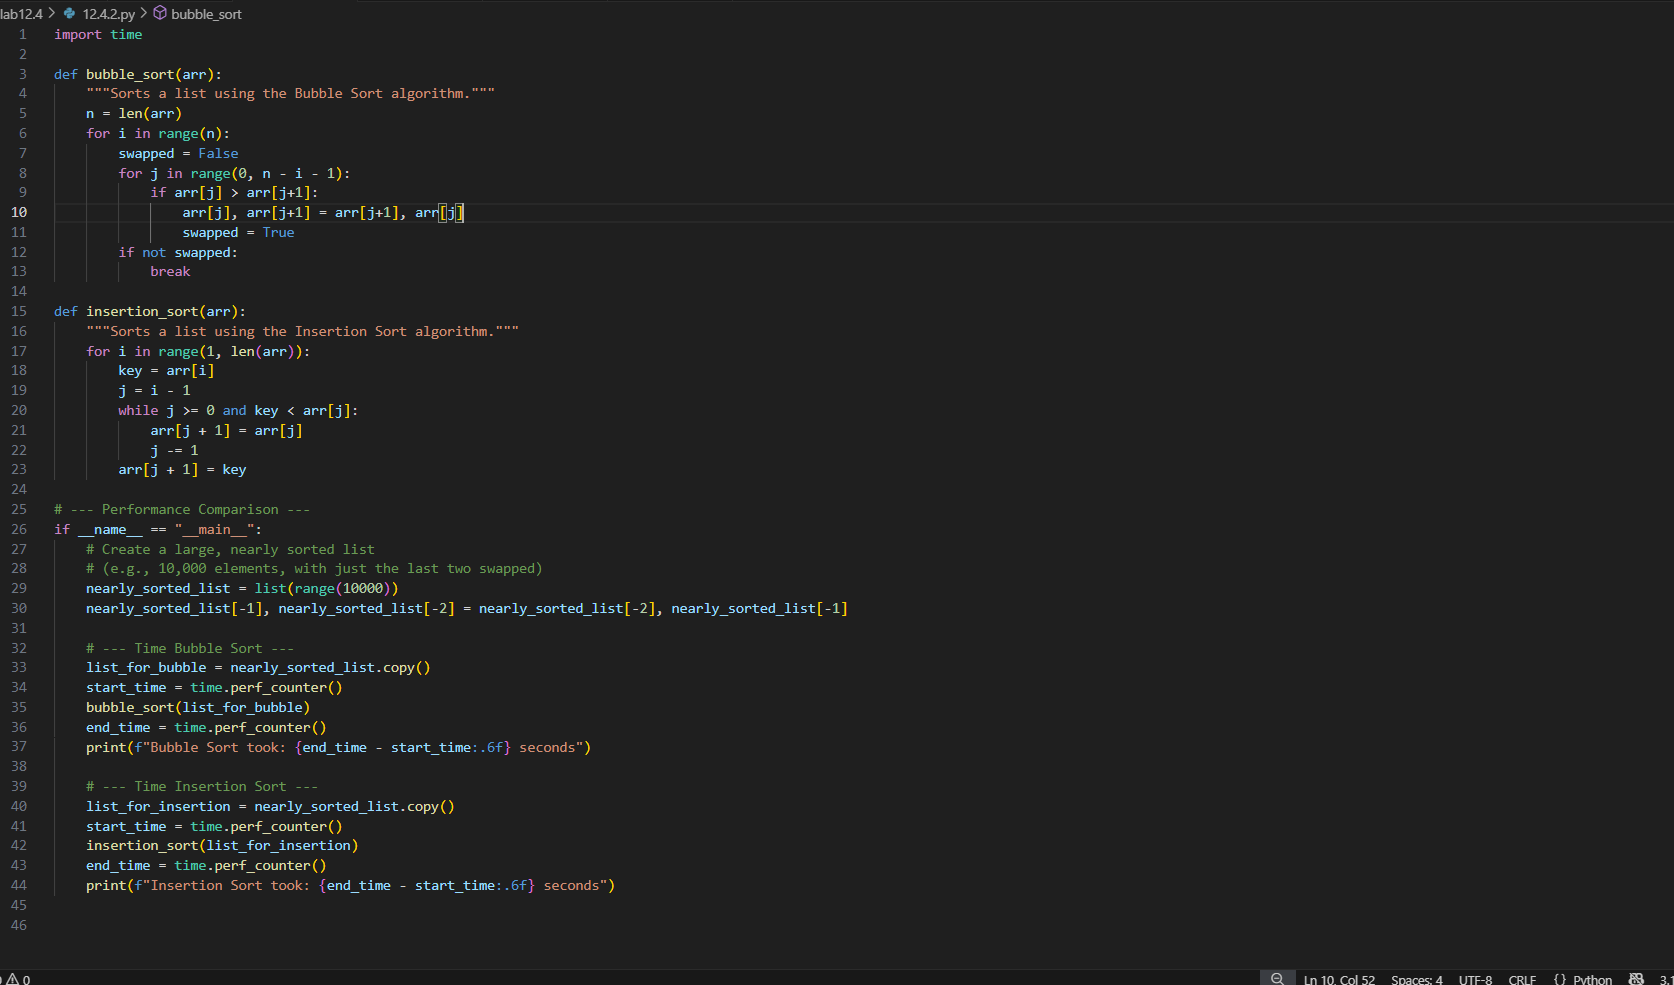 lab12.4 > 12.4.2.py > bubble_sort
1 import time
2
3 def bubble_sort(arr):
4     """Sorts a list using the Bubble Sort algorithm."""
5     n = len(arr)
6     for i in range(n):
7         swapped = False
8         for j in range(0, n - i - 1):
9             if arr[j] > arr[j+1]:
10                 arr[j], arr[j+1] = arr[j+1], arr[j]
11                 swapped = True
12         if not swapped:
13             break
14
15 def insertion_sort(arr):
16     """Sorts a list using the Insertion Sort algorithm."""
17     for i in range(1, len(arr)):
18         key = arr[i]
19         j = i - 1
20         while j >= 0 and key < arr[j]:
21             arr[j + 1] = arr[j]
22             j -= 1
23         arr[j + 1] = key
24
25 # --- Performance Comparison ---
26 if __name__ == "__main__":
27     # Create a large, nearly sorted list
28     # (e.g., 10,000 elements, with just the last two swapped)
29     nearly_sorted_list = list(range(10000))
30     nearly_sorted_list[-1], nearly_sorted_list[-2] = nearly_sorted_list[-2], nearly_sorted_list[-1]
31
32     # --- Time Bubble Sort ---
33     list_for_bubble = nearly_sorted_list.copy()
34     start_time = time.perf_counter()
35     bubble_sort(list_for_bubble)
36     end_time = time.perf_counter()
37     print(f"Bubble Sort took: {end_time - start_time:.6f} seconds")
38
39     # --- Time Insertion Sort ---
40     list_for_insertion = nearly_sorted_list.copy()
41     start_time = time.perf_counter()
42     insertion_sort(list_for_insertion)
43     end_time = time.perf_counter()
44     print(f"Insertion Sort took: {end_time - start_time:.6f} seconds")
45
46
0 Ln 10, Col 52 Spaces: 4 UTF-8 CRLF {} Python